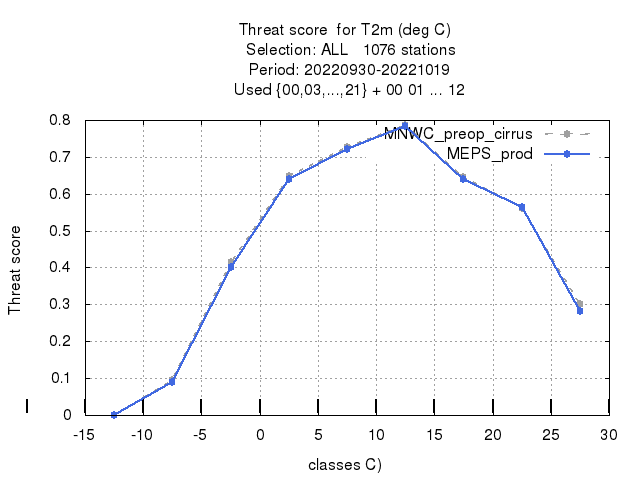 Threat score  for T2m (deg C)
Selection: ALL   1076 stations
Period: 20220930-20221019
Used {00,03,...,21} + 00 01 ... 12
MNWC_preop_cirrus
MEPS_prod
Threat score
0.8
0.7
0.6
0.5
0.4
0.3
0.2
0.1
0
-15 -10 -5 0 5 10 15 20 25 30
classes C)